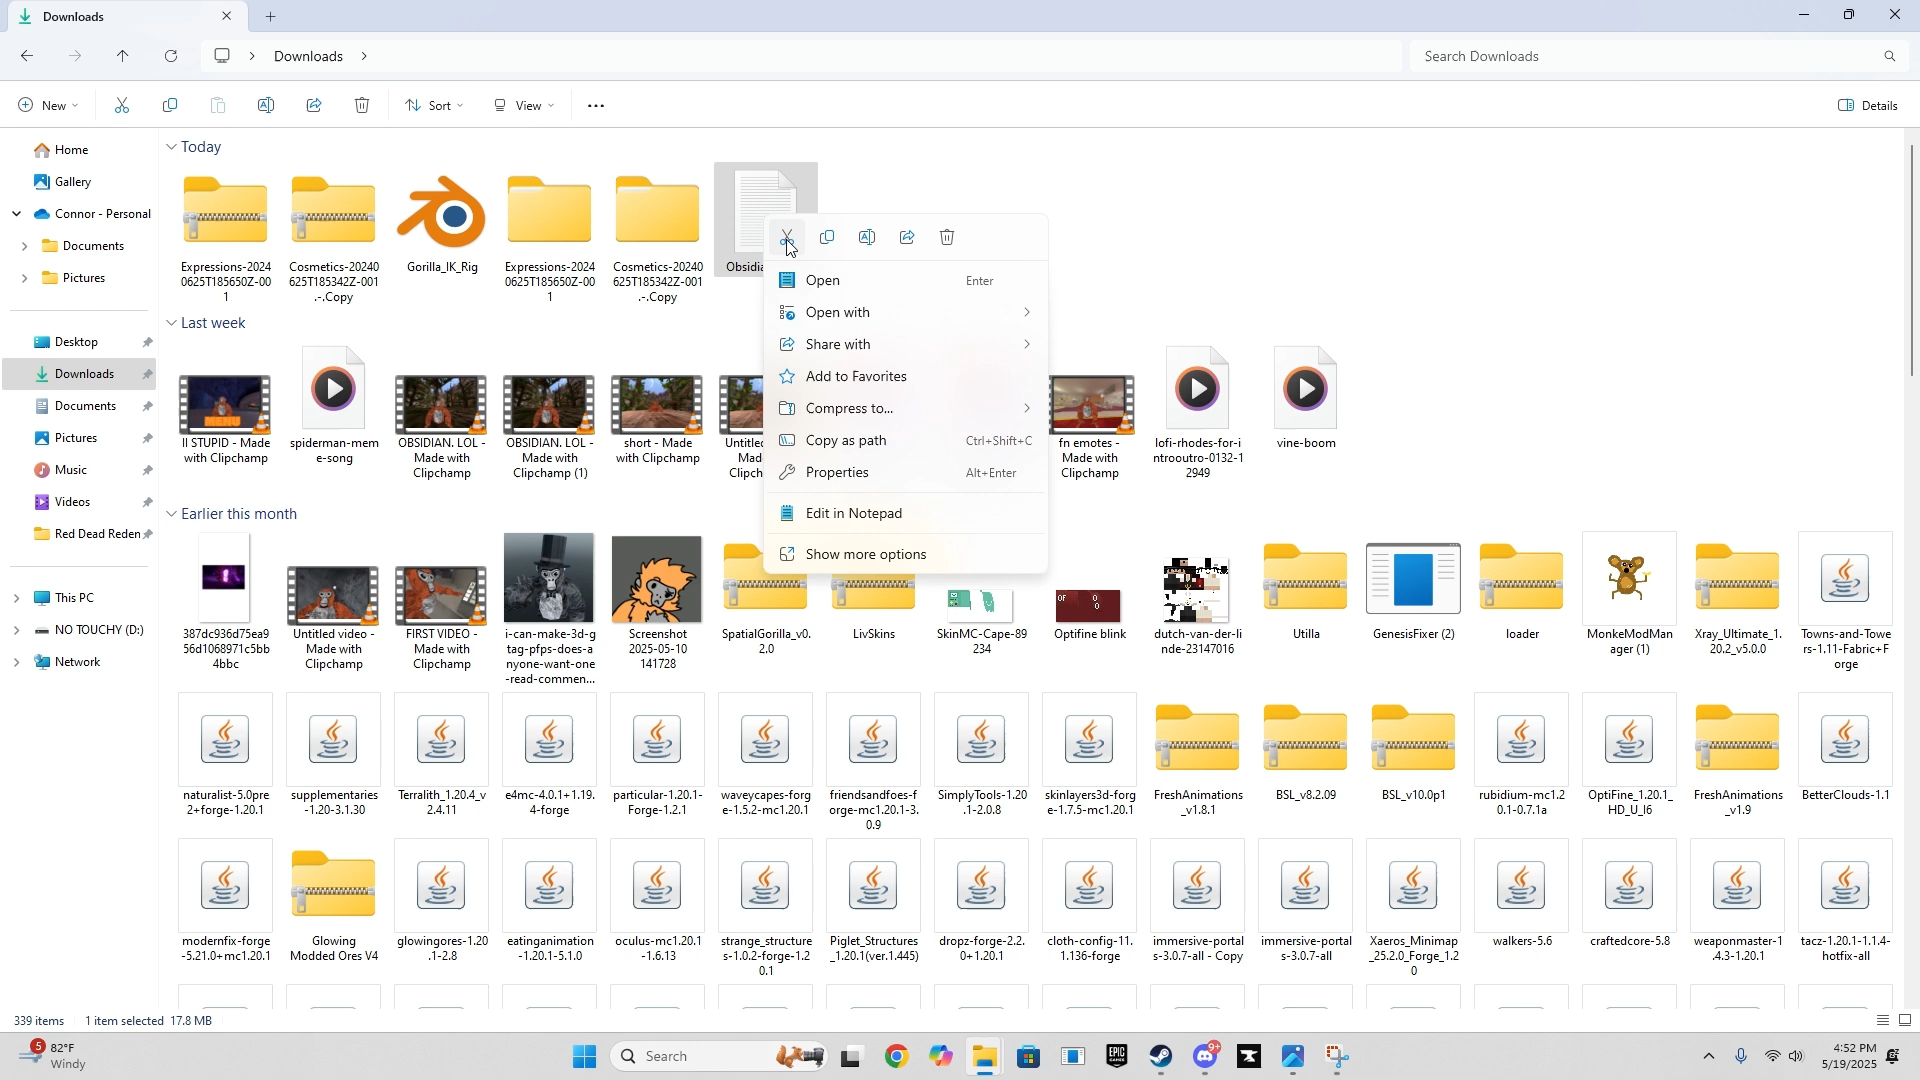 Downloads
Downloads
Search Downloads
New
Sort
View
Details
Home
Gallery
Connor - Personal
Documents
Pictures
Desktop
Downloads
Documents
Pictures
Music
Videos
Red Dead Reden
This PC
NO TOUCHY (D:)
Network
Today
Expressions-2024
0625T185650Z-00
1
Cosmetics-20240
625T185342Z-001
.-.Copy
Gorilla_IK_Rig
Expressions-2024
0625T185650Z-00
1
Cosmetics-20240
625T185342Z-001
.-.Copy
Obsidia
Open Enter
Open with
Share with
Add to Favorites
Compress to...
Copy as path Ctrl+Shift+C
Properties Alt+Enter
Edit in Notepad
Show more options
Last week
MENU
II STUPID - Made
with Clipchamp
spiderman-mem
e-song
OBSIDIAN. LOL -
Made with
Clipchamp
OBSIDIAN. LOL -
Made with
Clipchamp (1)
short - Made
with Clipchamp
Untitle
Mad
Clipch
fn emotes -
Made with
Clipchamp
lofi-rhodes-for-i
ntrooutro-0132-1
2949
vine-boom
Earlier this month
387dc936d75ea9
56d1068971c5bb
4bbc
Untitled video -
Made with
Clipchamp
FIRST VIDEO -
Made with
Clipchamp
i-can-make-3d-g
tag-pfps-does-a
nyone-want-one
-read-commen...
Screenshot
2025-05-10
141728
SpatialGorilla_v0.
2.0
LivSkins
SkinMC-Cape-89
234
Optifine blink
dutch-van-der-li
nde-23147016
Utilla
GenesisFixer (2)
loader
MonkeModMan
ager (1)
Xray_Ultimate_1.
20.2_v5.0.0
Towns-and-Towe
rs-1.11-Fabric+F
orge
naturalist-5.0pre
2+forge-1.20.1
supplementaries
-1.20-3.1.30
Terralith_1.20.4_v
2.4.11
e4mc-4.0.1+1.19.
4-forge
particular-1.20.1-
Forge-1.2.1
waveycapes-forg
e-1.5.2-mc1.20.1
friendsandfoes-f
orge-mc1.20.1-3.
0.9
SimplyTools-1.20
.1-2.0.8
skinlayers3d-forg
e-1.7.5-mc1.20.1
FreshAnimations
_v1.8.1
BSL_v8.2.09
BSL_v10.0p1
rubidium-mc1.2
0.1-0.7.1a
OptiFine_1.20.1_
HD_U_I6
FreshAnimations
_v1.9
BetterClouds-1.1
modernfix-forge
-5.21.0+mc1.20.1
Glowing
Modded Ores V4
glowingores-1.20
.1-2.8
eatinganimation
-1.20.1-5.1.0
oculus-mc1.20.1
-1.6.13
strange_structure
s-1.0.2-forge-1.2
0.1
Piglet_Structures
_1.20.1(ver.1.445)
dropz-forge-2.2.
0+1.20.1
cloth-config-11.
1.136-forge
immersive-portal
s-3.0.7-all - Copy
immersive-portal
s-3.0.7-all
Xaeros_Minimap
_25.2.0_Forge_1.2
0
walkers-5.6
craftedcore-5.8
weaponmaster-1
.4.3-1.20.1
tacz-1.20.1-1.1.4-
hotfix-all
339 items 1 item selected 17.8 MB
5
82°F
Windy
Search
EPIC
GAMES
9+
4:52 PM
5/19/2025